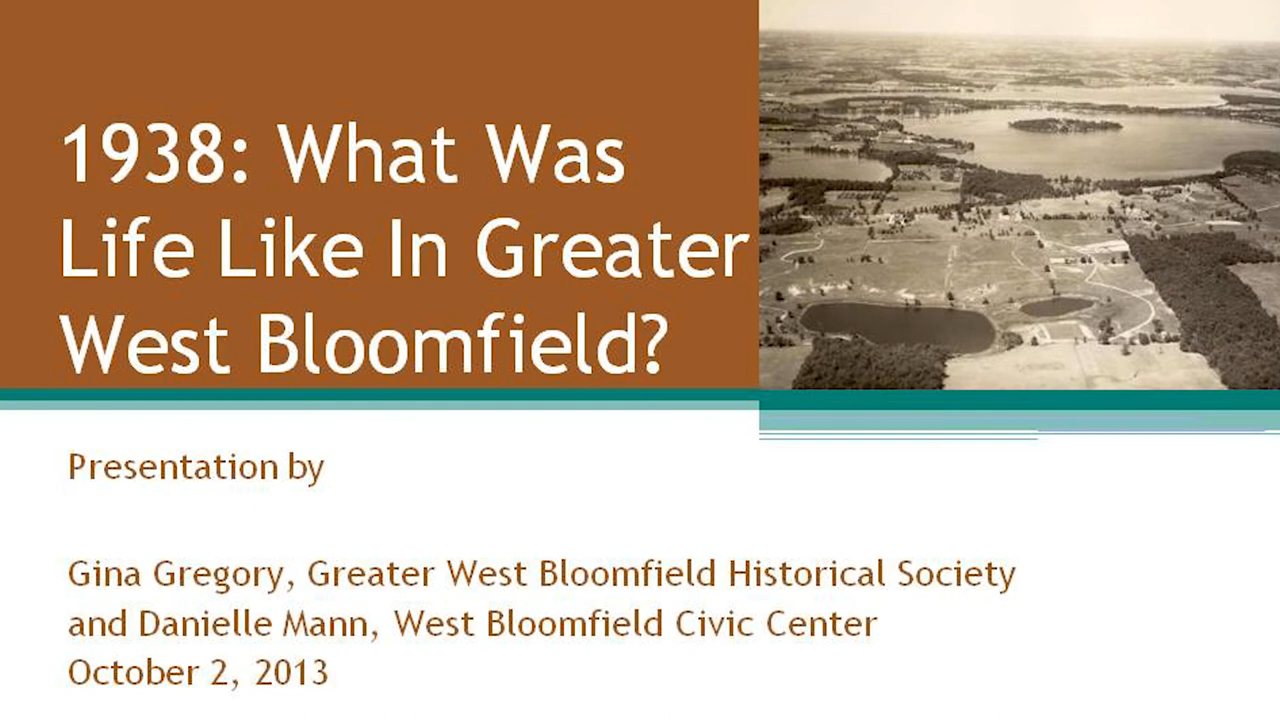 1938: What Was
Life Like In Greater
West Bloomfield?
Presentation by
Gina Gregory, Greater West Bloomfield Historical Society
and Danielle Mann, West Bloomfield Civic Center
October 2, 2013